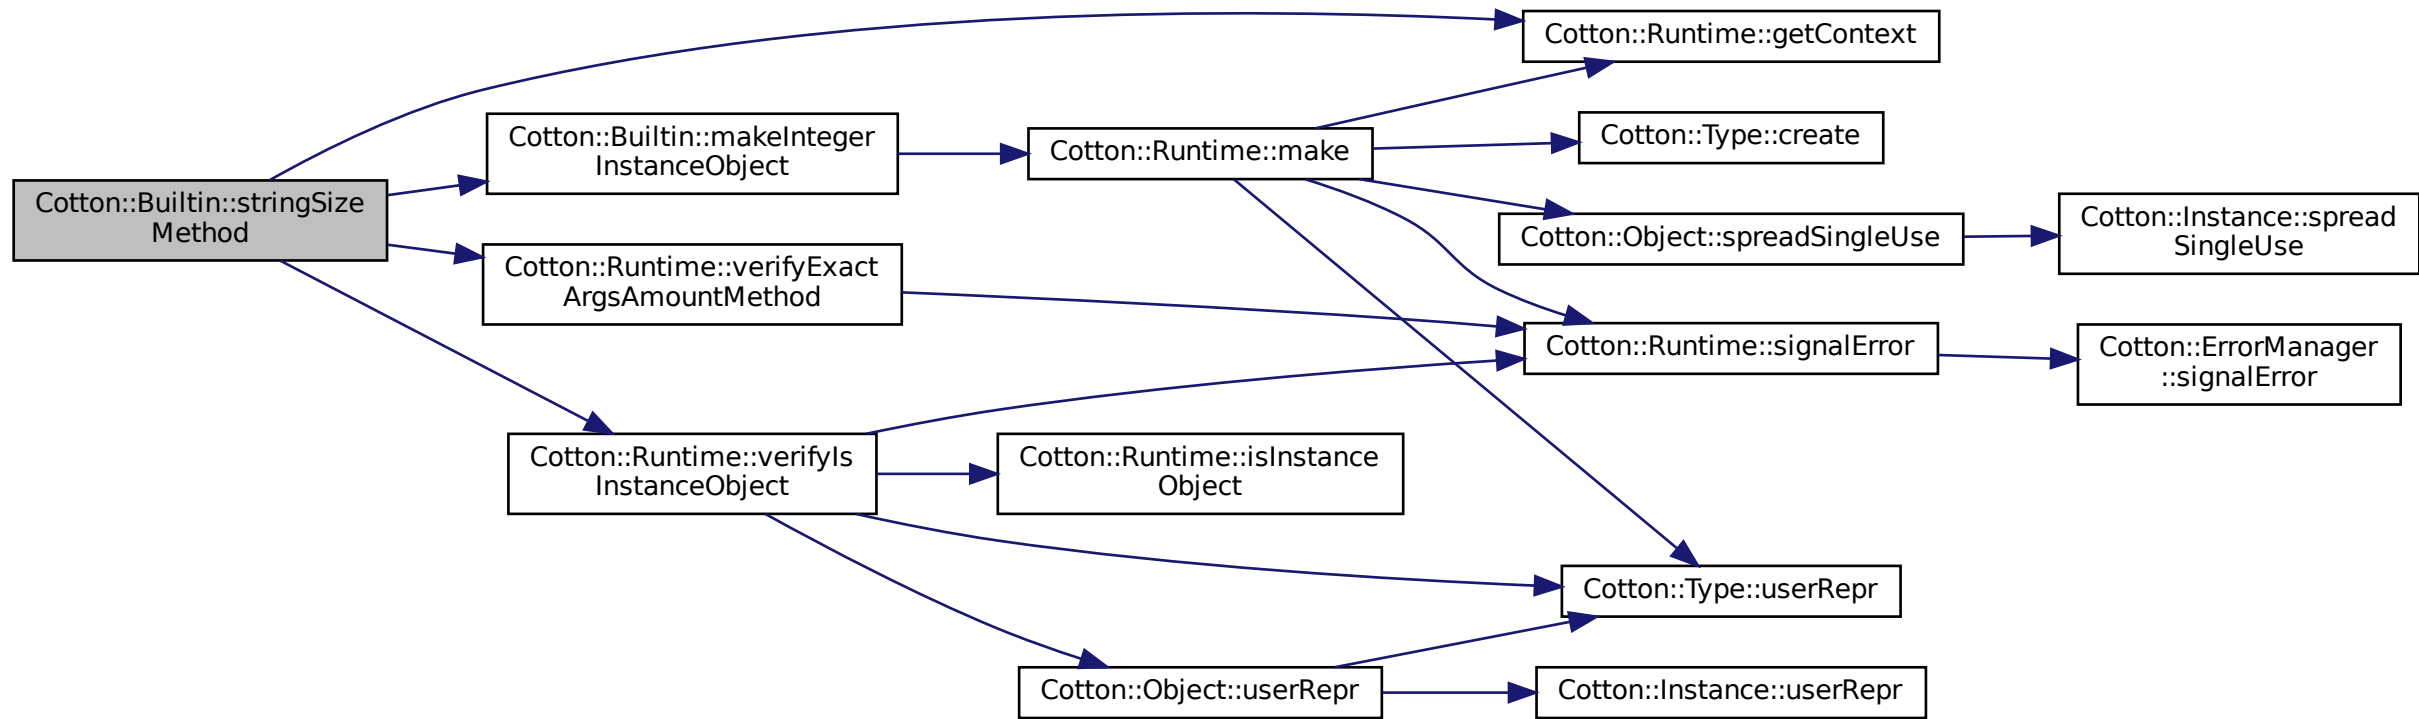 Cotton::Builtin::stringSize
Method
Cotton::Runtime::getContext
Cotton::Builtin::makeInteger
InstanceObject
Cotton::Runtime::make
Cotton::Type::create
Cotton::Object::spreadSingleUse
Cotton::Instance::spread
SingleUse
Cotton::Runtime::verifyExact
ArgsAmountMethod
Cotton::Runtime::signalError
Cotton::ErrorManager
::signalError
Cotton::Runtime::verifyIs
InstanceObject
Cotton::Runtime::isInstance
Object
Cotton::Type::userRepr
Cotton::Object::userRepr
Cotton::Instance::userRepr